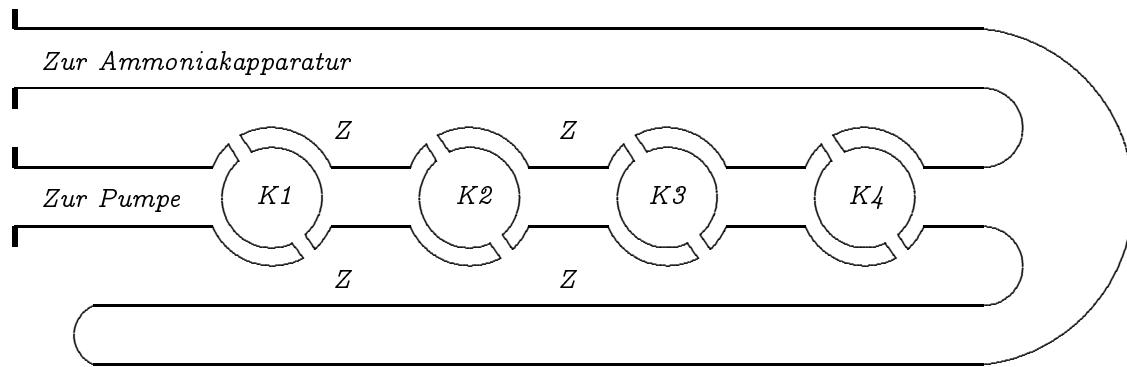 Zur Ammoniakapparatur
Z Z
Zur Pumpe K1 K2 K3 K4
Z Z